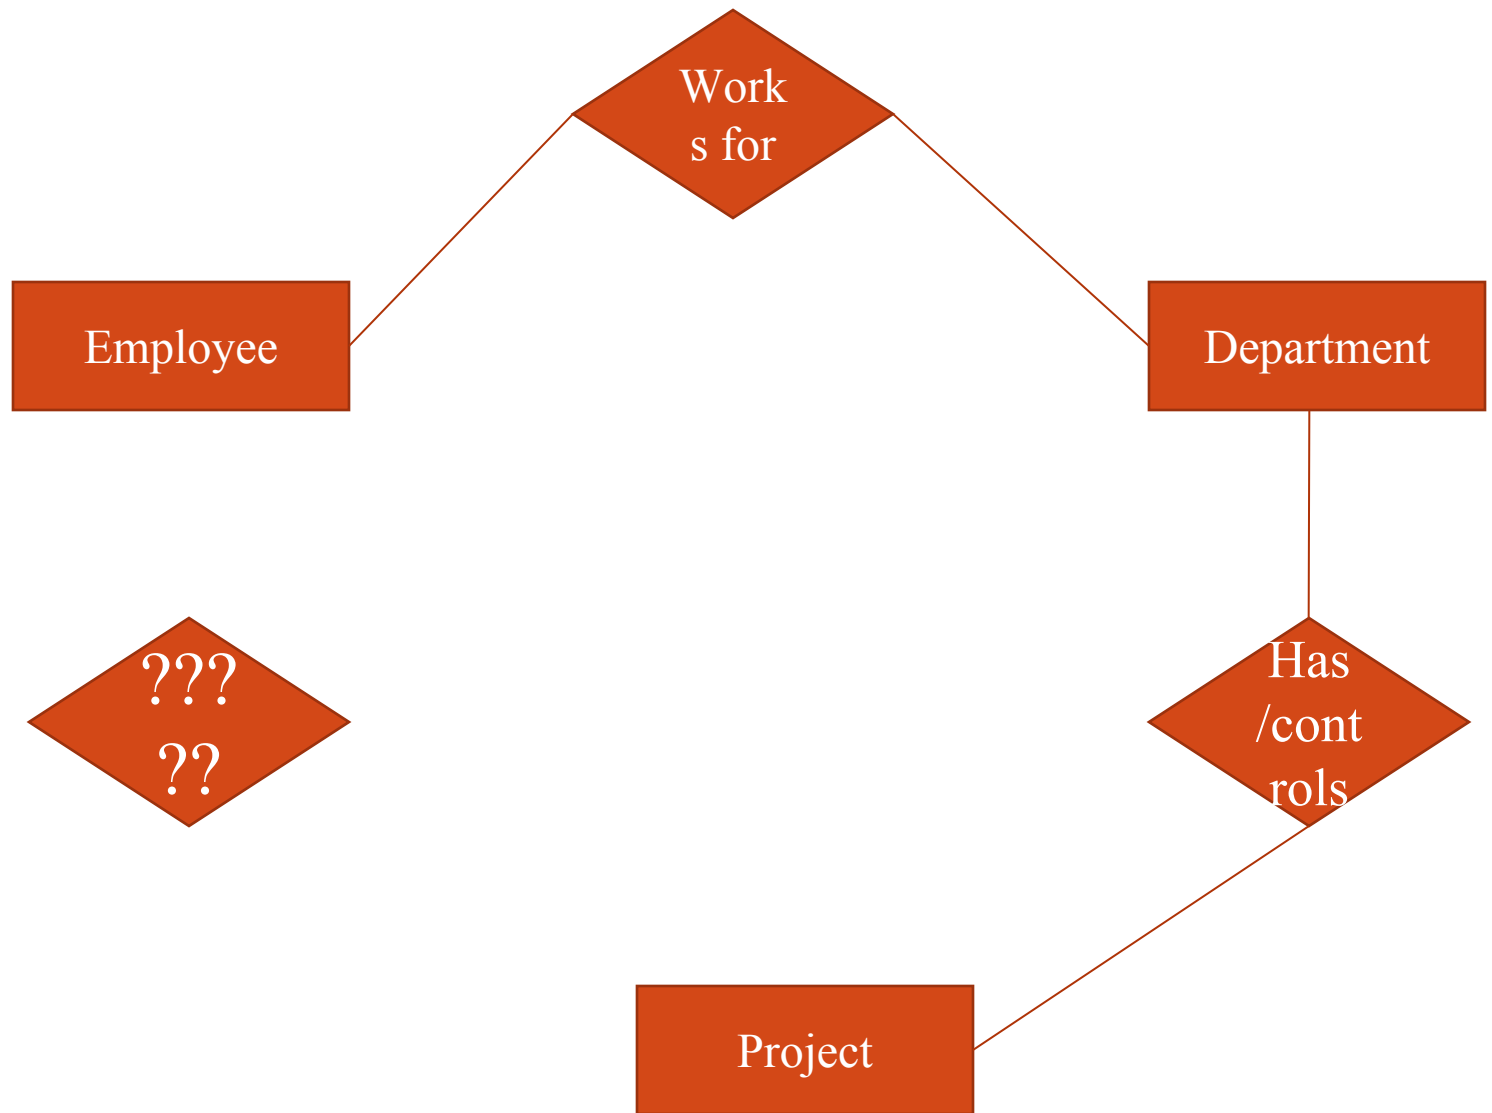 Work
s for
Employee
Department
???
??
Has
/cont
rols
Project